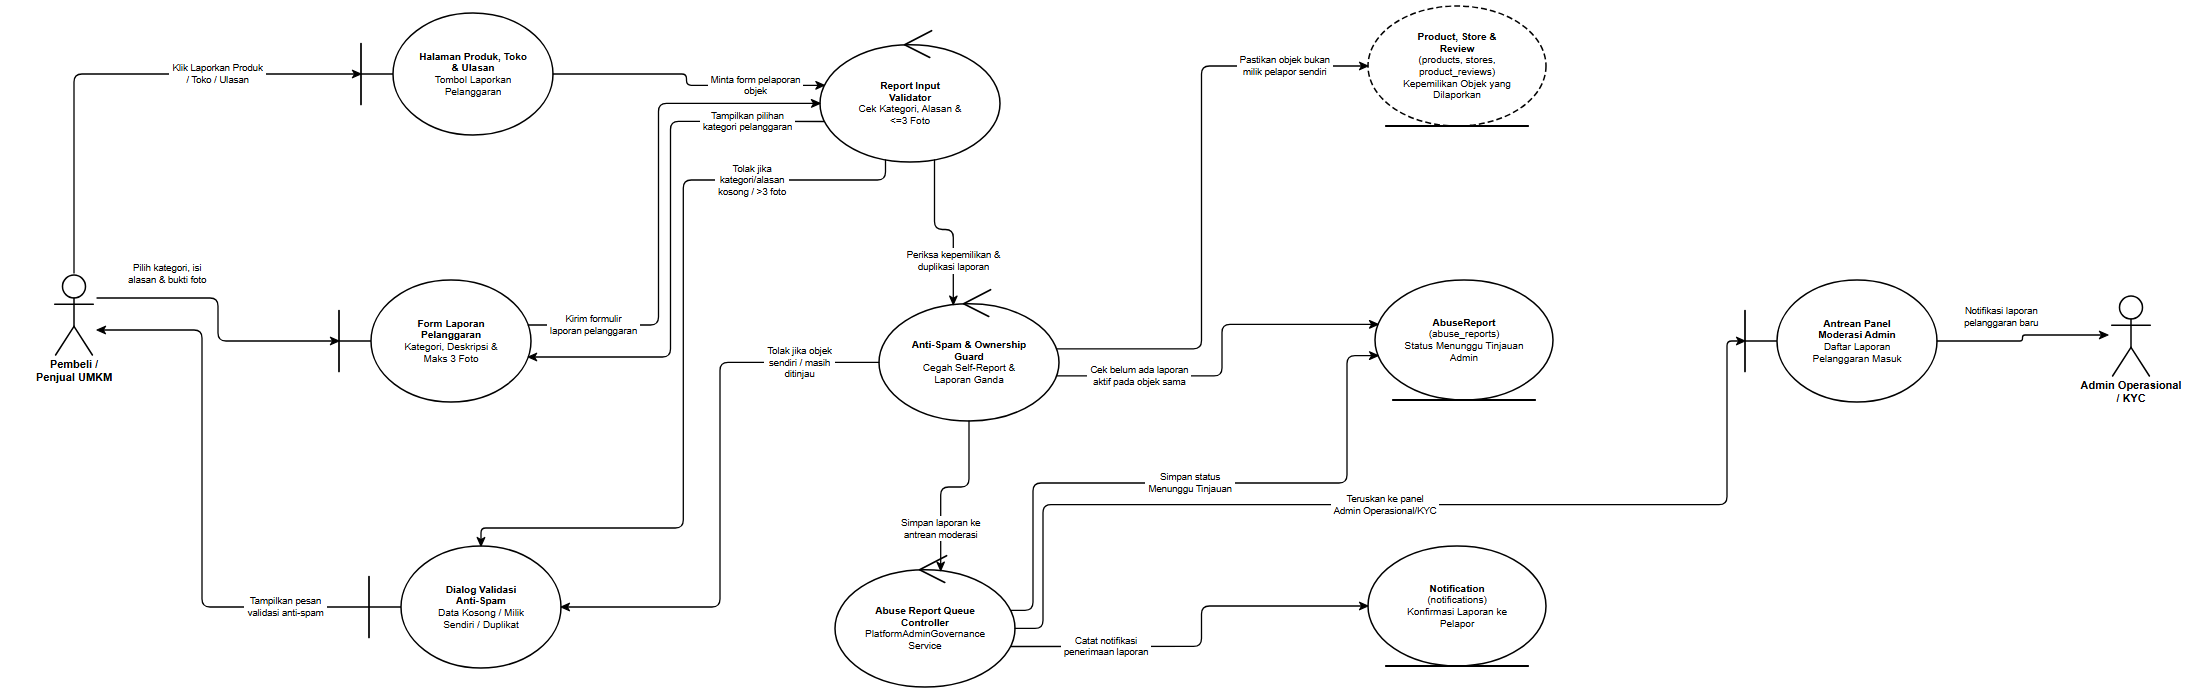 Klik Laporkan Produk
/ Toko / Ulasan
Halaman Produk, Toko
& Ulasan
Tombol Laporkan
Pelanggaran
Minta form pelaporan
objek
Tampilkan pilihan
kategori pelanggaran
Report Input
Validator
Cek Kategori, Alasan &
<=3 Foto
Pastikan objek bukan
milik pelapor sendiri
Product, Store &
Review
(products, stores,
product_reviews)
Kepemilikan Objek yang
Dilaporkan
Tolak jika
kategori/alasan
kosong / >3 foto
Periksa kepemilikan &
duplikasi laporan
Pilih kategori, isi
alasan & bukti foto
Pembeli /
Penjual UMKM
Form Laporan
Pelanggaran
Kategori, Deskripsi &
Maks 3 Foto
Kirim formulir
laporan pelanggaran
Tolak jika objek
sendiri / masih
ditinjau
Anti-Spam & Ownership
Guard
Cegah Self-Report &
Laporan Ganda
Cek belum ada laporan
aktif pada objek sama
AbuseReport
(abuse_reports)
Status Menunggu Tinjauan
Admin
Antrean Panel
Moderasi Admin
Daftar Laporan
Pelanggaran Masuk
Notifikasi laporan
pelanggaran baru
Admin Operasional
/ KYC
Simpan status
Menunggu Tinjauan
Teruskan ke panel
Admin Operasional/KYC
Simpan laporan ke
antrean moderasi
Tampilkan pesan
validasi anti-spam
Dialog Validasi
Anti-Spam
Data Kosong / Milik
Sendiri / Duplikat
Abuse Report Queue
Controller
PlatformAdminGovernance
Service
Catat notifikasi
penerimaan laporan
Notification
(notifications)
Konfirmasi Laporan ke
Pelapor